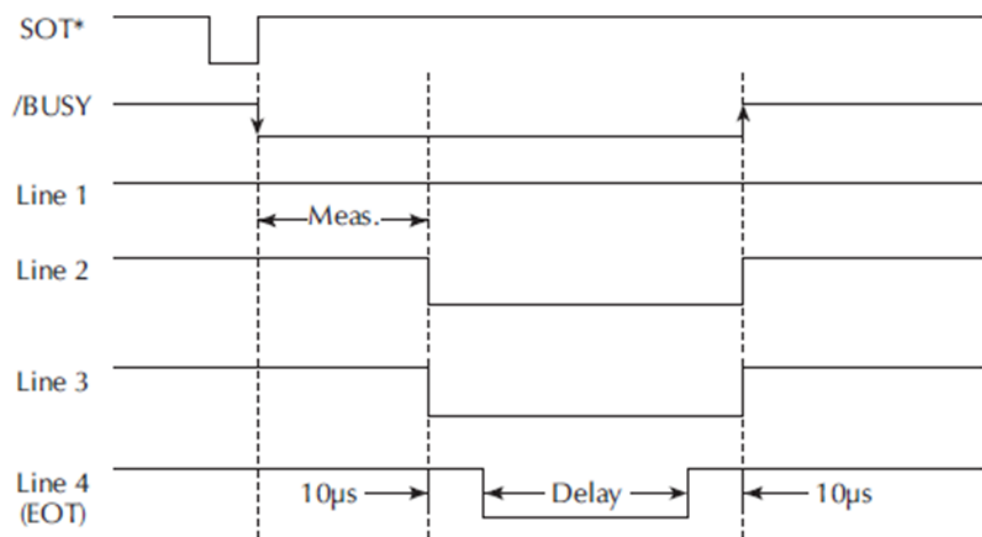 SOT*
/BUSY
Line 1
Meas.
Line 2
Line 3
Line 4
(EOT)
10µs
Delay
10µs